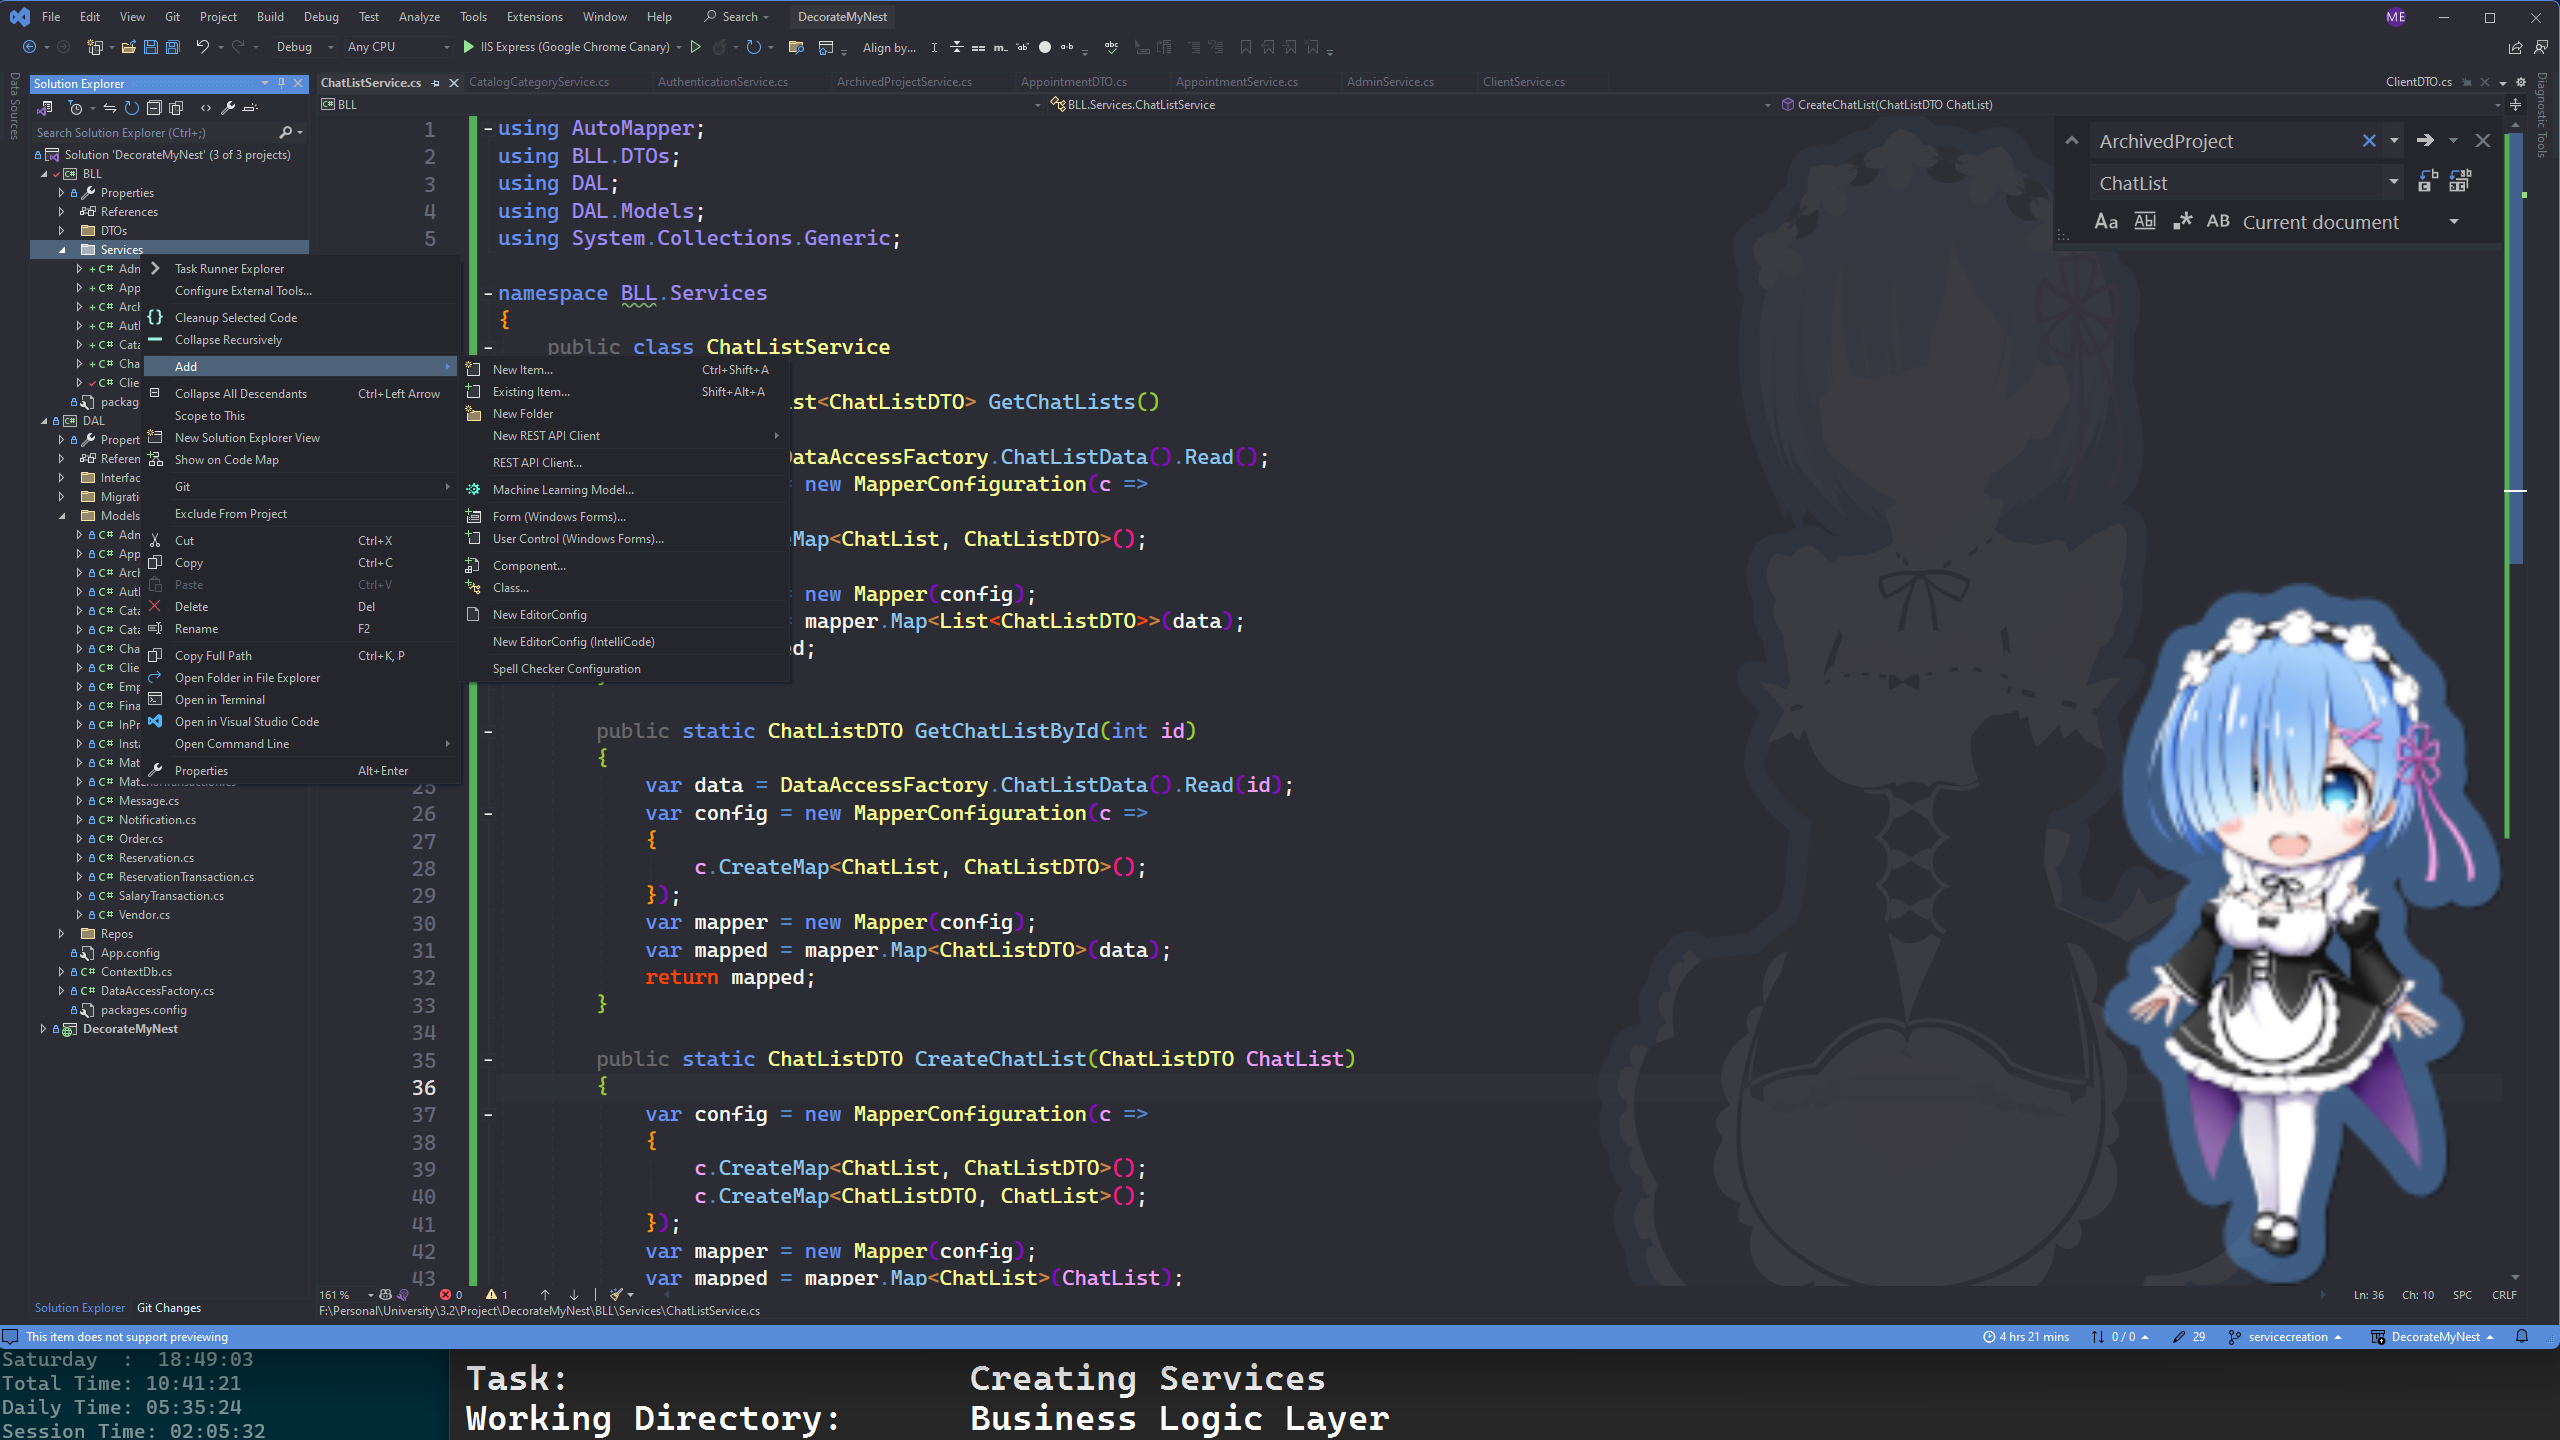 File Edit View Git Project Build Debug Test Analyze Tools Extensions Window Help Search DecorateMyNest ME
Debug Any CPU IIS Express (Google Chrome Canary) Align by...
Data Sources
Solution Explorer
Search Solution Explorer (Ctrl+;)
Solution 'DecorateMyNest' (3 of 3 projects)
BLL
Properties
References
DTOs
Services
C# Adn
C# App
C# Arch
C# Aut
C# Cata
C# Cha
C# Clie
packag
DAL
Propert
Referen
Interfac
Migrati
Models
C# Adn
C# App
C# Arch
C# Aut
C# Cata
C# Cata
C# Cha
C# Clie
C# Emp
C# Fina
C# InPr
C# Inst
C# Mat
C# Mat
C# Message.cs
C# Notification.cs
C# Order.cs
C# Reservation.cs
C# ReservationTransaction.cs
C# SalaryTransaction.cs
C# Vendor.cs
Repos
App.config
C# ContextDb.cs
C# DataAccessFactory.cs
packages.config
DecorateMyNest
Solution Explorer Git Changes
Task Runner Explorer
Configure External Tools...
Cleanup Selected Code
Collapse Recursively
Add
Collapse All Descendants Ctrl+Left Arrow
Scope to This
New Solution Explorer View
Show on Code Map
Git
Exclude From Project
Cut Ctrl+X
Copy Ctrl+C
Paste Ctrl+V
Delete Del
Rename F2
Copy Full Path Ctrl+K, P
Open Folder in File Explorer
Open in Terminal
Open in Visual Studio Code
Open Command Line
Properties Alt+Enter
New Item... Ctrl+Shift+A
Existing Item... Shift+Alt+A
New Folder
New REST API Client
REST API Client...
Machine Learning Model...
Form (Windows Forms)...
User Control (Windows Forms)...
Component...
Class...
New EditorConfig
New EditorConfig (IntelliCode)
Spell Checker Configuration
ChatListService.cs CatalogCategoryService.cs AuthenticationService.cs ArchivedProjectService.cs AppointmentDTO.cs AppointmentService.cs AdminService.cs ClientService.cs ClientDTO.cs
BLL BLL.Services.ChatListService CreateChatList(ChatListDTO ChatList)
Diagnostic Tools
ArchivedProject
ChatList
Aa Abl .* AB Current document
1 using AutoMapper;
2 using BLL.DTOs;
3 using DAL;
4 using DAL.Models;
5 using System.Collections.Generic;
namespace BLL.Services
{
public class ChatListService
st<ChatListDTO> GetChatLists()
DataAccessFactory.ChatListData().Read();
= new MapperConfiguration(c =>
eMap<ChatList, ChatListDTO>();
= new Mapper(config);
= mapper.Map<List<ChatListDTO>>(data);
ed;
public static ChatListDTO GetChatListById(int id)
{
25 var data = DataAccessFactory.ChatListData().Read(id);
26 var config = new MapperConfiguration(c =>
27 {
28 c.CreateMap<ChatList, ChatListDTO>();
29 });
30 var mapper = new Mapper(config);
31 var mapped = mapper.Map<ChatListDTO>(data);
32 return mapped;
33 }
34
35 public static ChatListDTO CreateChatList(ChatListDTO ChatList)
36 {
37 var config = new MapperConfiguration(c =>
38 {
39 c.CreateMap<ChatList, ChatListDTO>();
40 c.CreateMap<ChatListDTO, ChatList>();
41 });
42 var mapper = new Mapper(config);
43 var mapped = mapper.Map<ChatList>(ChatList);
161 % 0 1 Ln: 36 Ch: 10 SPC CRLF
F:\Personal\University\3.2\Project\DecorateMyNest\BLL\Services\ChatListService.cs
This item does not support previewing 4 hrs 21 mins 0 / 0 29 servicecreation DecorateMyNest
Saturday : 18:49:03
Total Time: 10:41:21
Daily Time: 05:35:24
Session Time: 02:05:32
Task: Creating Services
Working Directory: Business Logic Layer